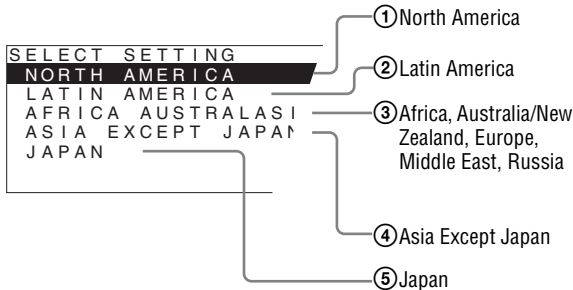 SELECT SETTING
NORTH AMERICA
LATIN AMERICA
AFRICA AUSTRALASI
ASIA EXCEPT JAPAN
JAPAN
①North America
②Latin America
③Africa, Australia/New
Zealand, Europe,
Middle East, Russia
④Asia Except Japan
⑤Japan